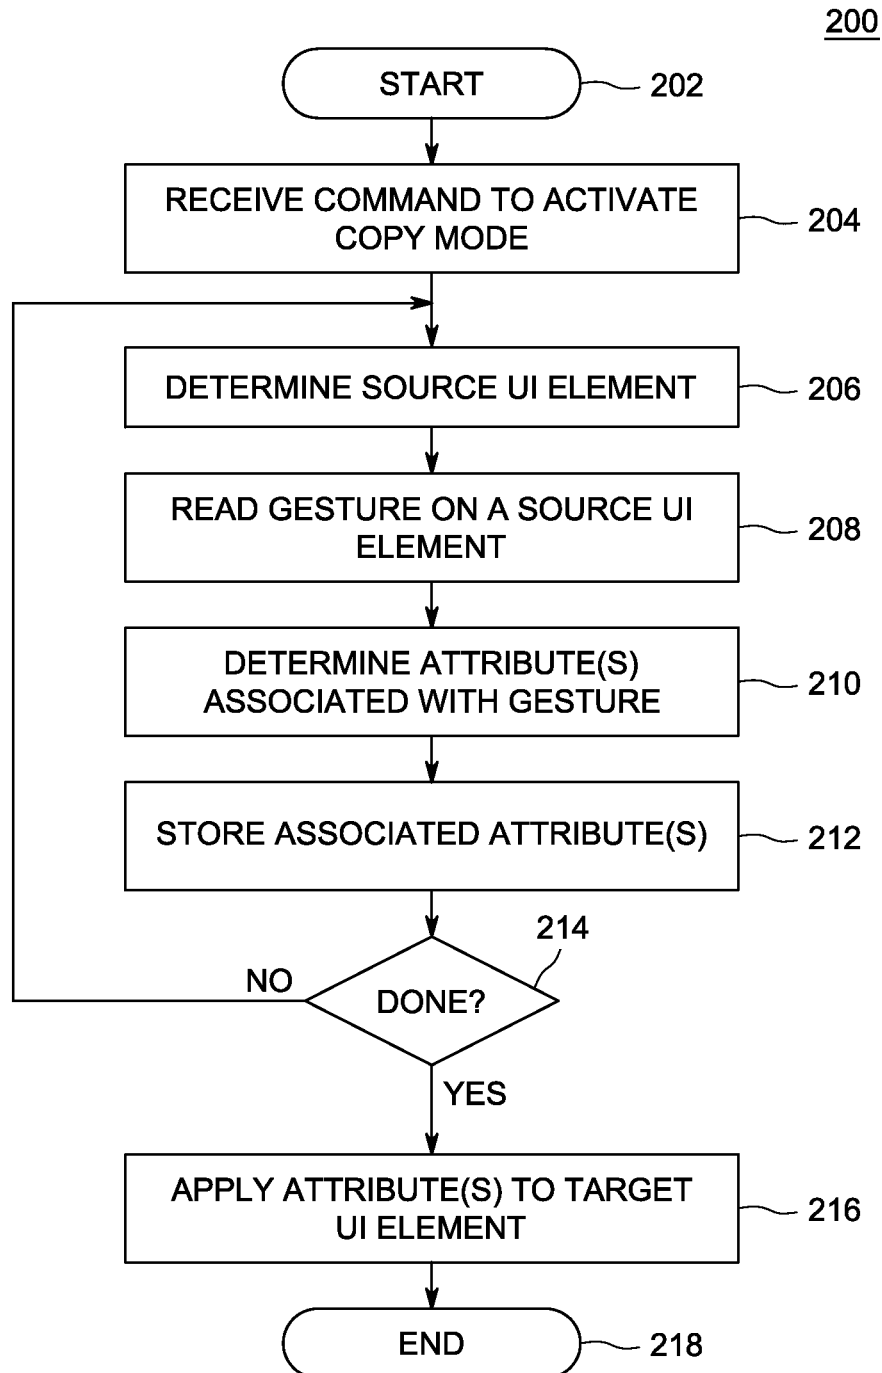 200
START
202
RECEIVE COMMAND TO ACTIVATE
COPY MODE
204
DETERMINE SOURCE UI ELEMENT
206
READ GESTURE ON A SOURCE UI
ELEMENT
208
DETERMINE ATTRIBUTE(S)
ASSOCIATED WITH GESTURE
210
STORE ASSOCIATED ATTRIBUTE(S)
212
214
NO
DONE?
YES
APPLY ATTRIBUTE(S) TO TARGET
UI ELEMENT
216
END
218